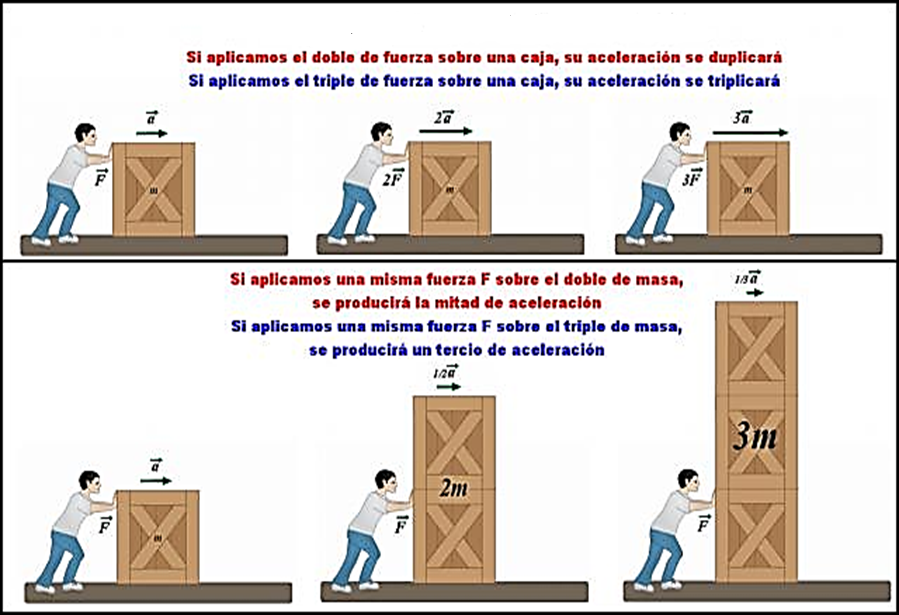 Si aplicamos el doble de fuerza sobre una caja, su aceleración se duplicará
Si aplicamos el triple de fuerza sobre una caja, su aceleración se triplicará
a⃗ 2a⃗ 3a⃗
F⃗ m 2F⃗ m 3F⃗ m
Si aplicamos una misma fuerza F sobre el doble de masa,
se producirá la mitad de aceleración
Si aplicamos una misma fuerza F sobre el triple de masa,
se producirá un tercio de aceleración
1/3a⃗
1/2a⃗
3m
a⃗
2m
F⃗ m F⃗ F⃗